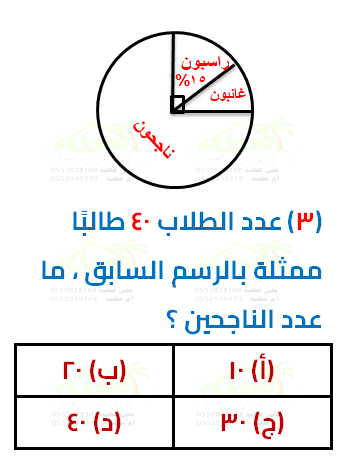 راسبون
%١٥
غائبون
ناجحون
(٣) عدد الطلاب ٤٠ طالبًا
ممثلة بالرسم السابق ، ما
عدد الناجحين ؟
(أ) ١٠
(ب) ٢٠
(ج) ٣٠
(د) ٤٠